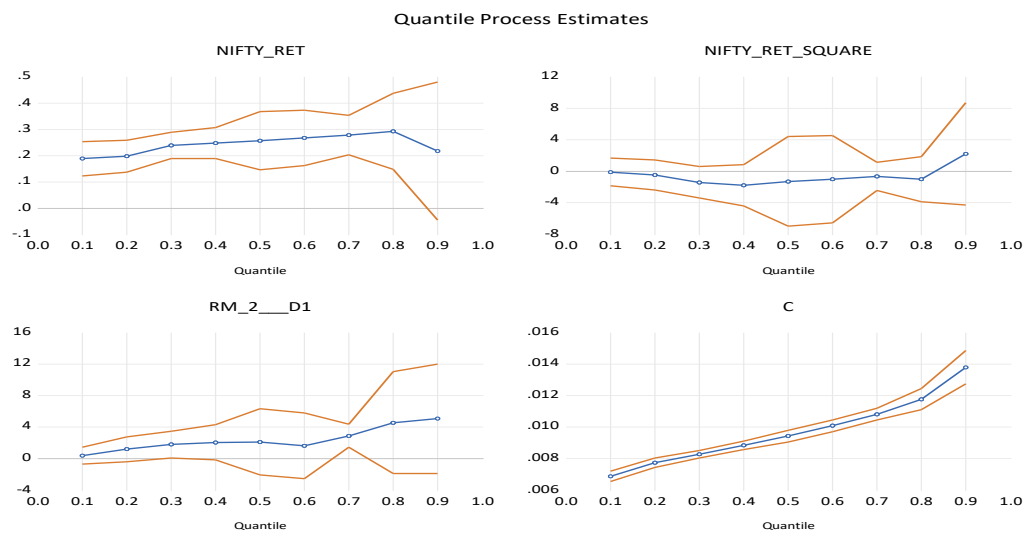 Quantile Process Estimates
NIFTY_RET
.5
.4
.3
.2
.1
.0
-.1
0.0 0.1 0.2 0.3 0.4 0.5 0.6 0.7 0.8 0.9 1.0
Quantile
NIFTY_RET_SQUARE
12
8
4
0
-4
-8
0.0 0.1 0.2 0.3 0.4 0.5 0.6 0.7 0.8 0.9 1.0
Quantile
RM_2___D1
16
12
8
4
0
-4
0.0 0.1 0.2 0.3 0.4 0.5 0.6 0.7 0.8 0.9 1.0
Quantile
C
.016
.014
.012
.010
.008
.006
0.0 0.1 0.2 0.3 0.4 0.5 0.6 0.7 0.8 0.9 1.0
Quantile